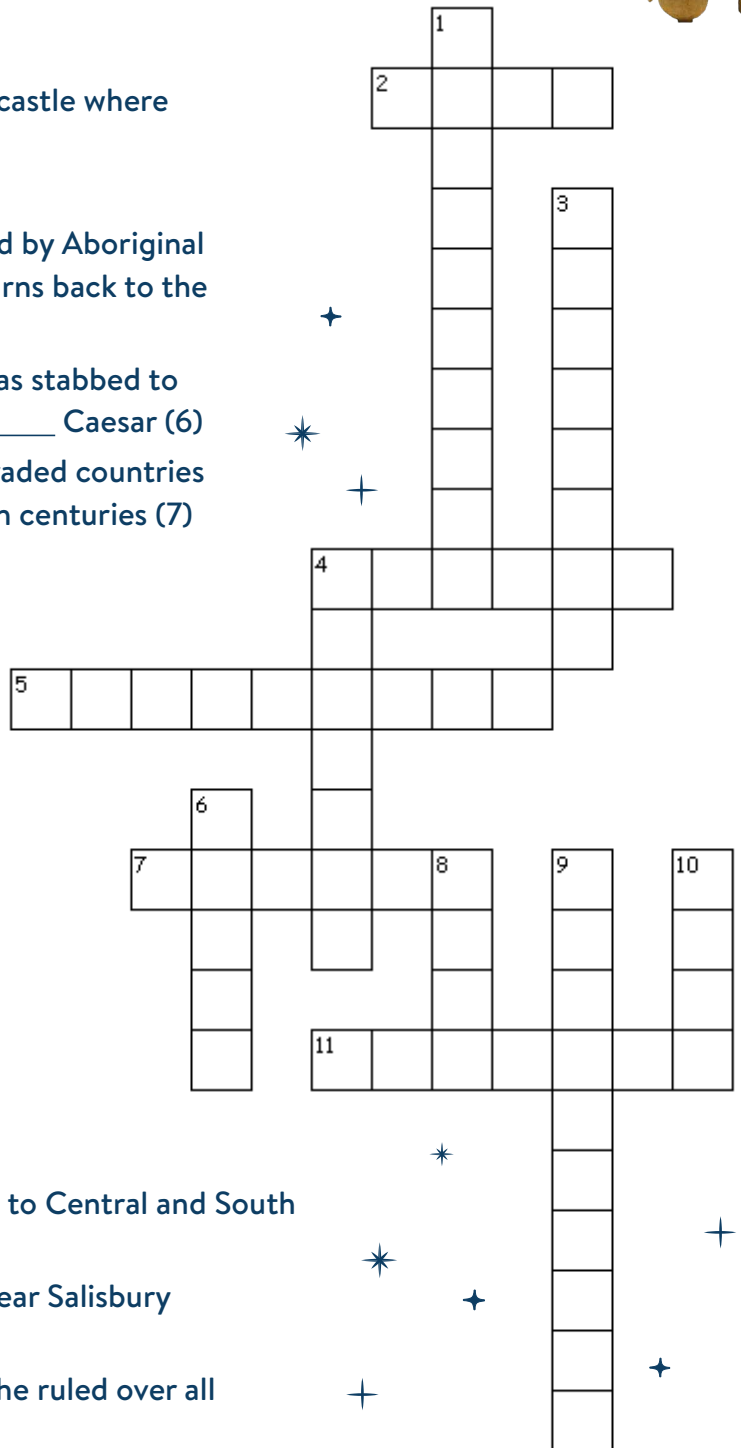 1
2
castle where
3
d by Aboriginal
rns back to the
as stabbed to
____ Caesar (6)
aded countries
n centuries (7)
4
5
6
7 8 9 10
11
to Central and South
ear Salisbury
he ruled over all